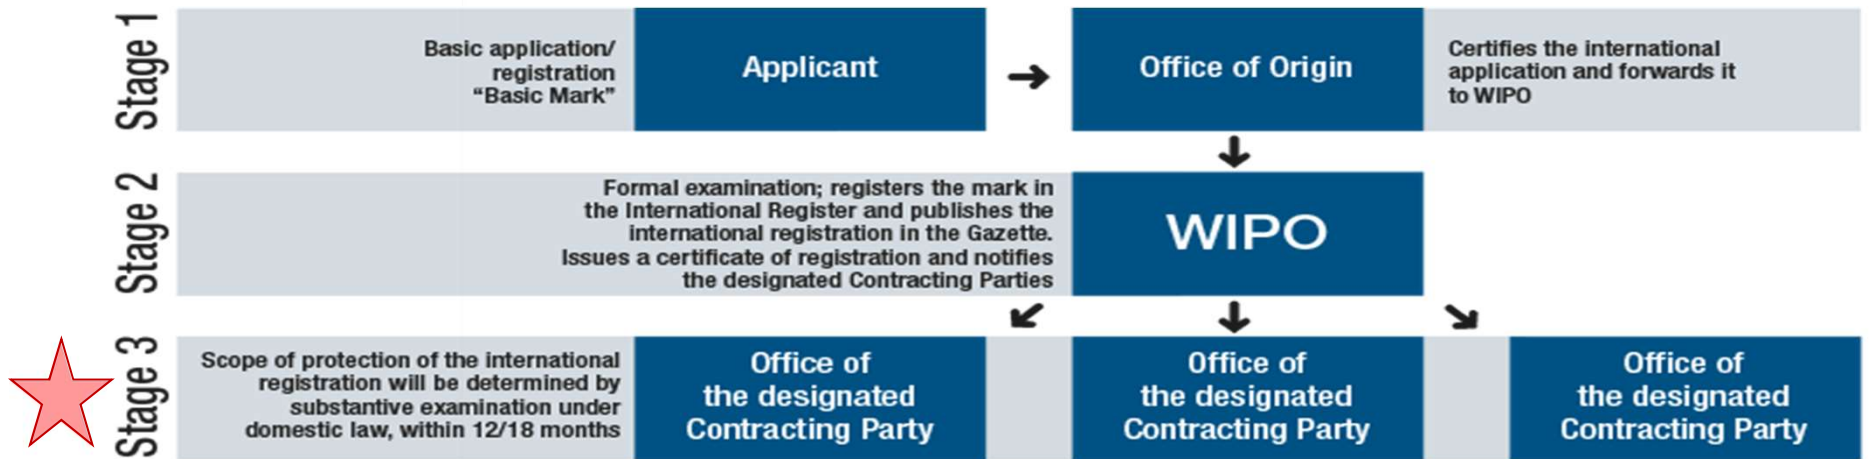 Stage 1
Basic application/
registration
“Basic Mark”
Applicant
Office of Origin
Certifies the international
application and forwards it
to WIPO
Stage 2
Formal examination; registers the mark in
the International Register and publishes the
international registration in the Gazette.
Issues a certificate of registration and notifies
the designated Contracting Parties
WIPO
Stage 3
Scope of protection of the international
registration will be determined by
substantive examination under
domestic law, within 12/18 months
Office of
the designated
Contracting Party
Office of
the designated
Contracting Party
Office of
the designated
Contracting Party